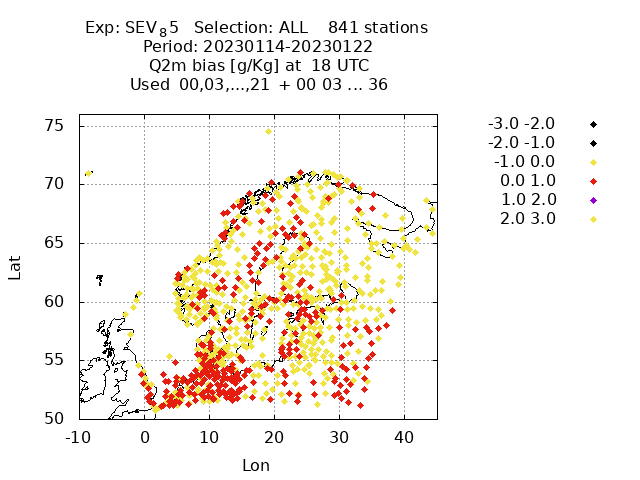 Exp: SEV₈5   Selection: ALL    841 stations
Period: 20230114-20230122
Q2m bias [g/Kg] at  18 UTC
Used  00,03,...,21  + 00 03 ... 36
-3.0 -2.0
-2.0 -1.0
-1.0 0.0
0.0 1.0
1.0 2.0
2.0 3.0
75
70
65
60
55
50
Lat
-10 0 10 20 30 40
Lon